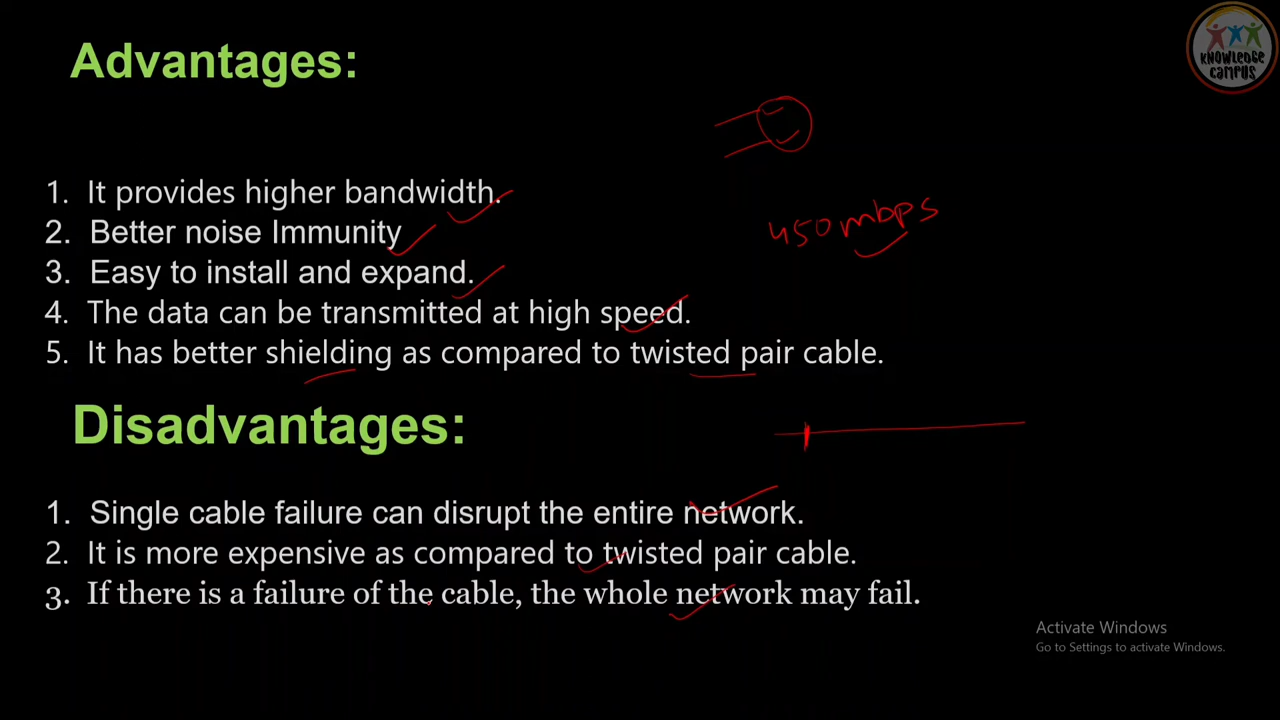 KNOWLEDGE
CAMPUS
Advantages:
1. It provides higher bandwidth.
2. Better noise Immunity
3. Easy to install and expand.
4. The data can be transmitted at high speed.
5. It has better shielding as compared to twisted pair cable.
450 mbps
Disadvantages:
1. Single cable failure can disrupt the entire network.
2. It is more expensive as compared to twisted pair cable.
3. If there is a failure of the cable, the whole network may fail.
Activate Windows
Go to Settings to activate Windows.